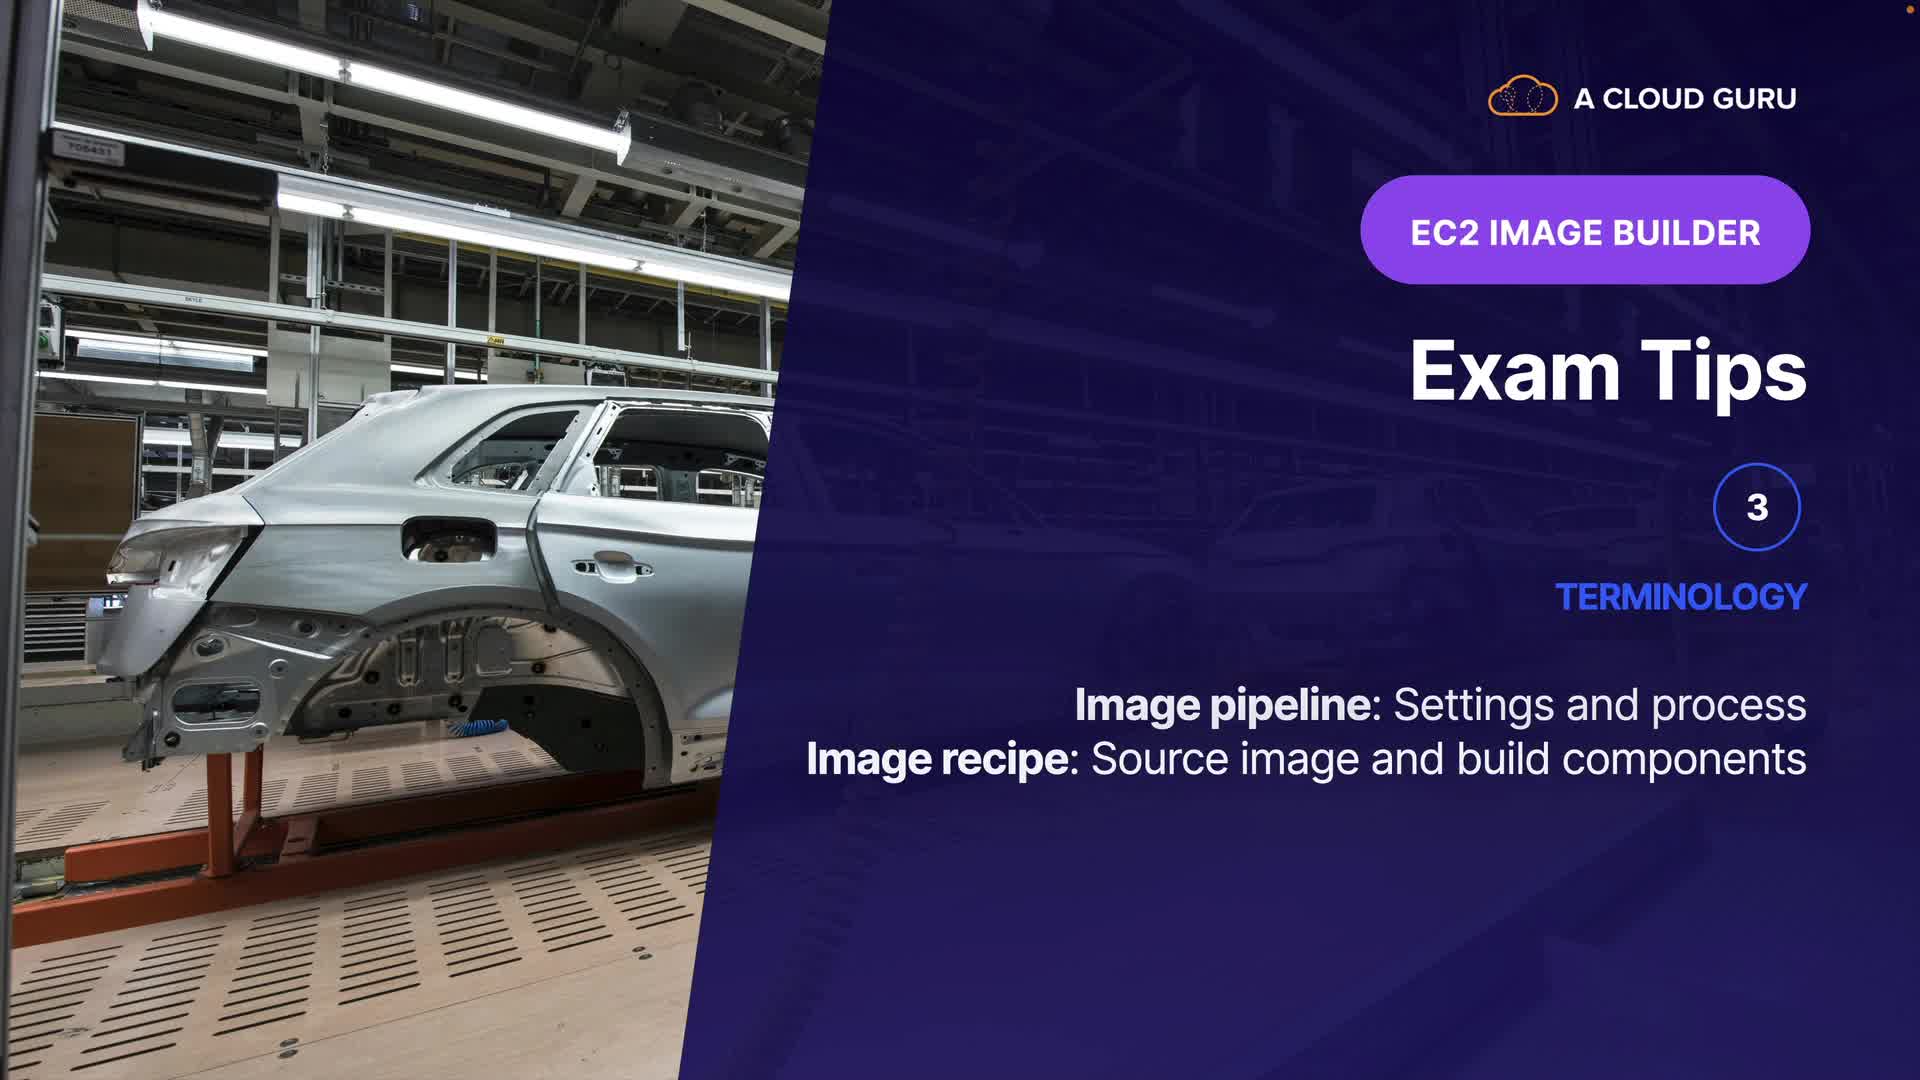 A CLOUD GURU
EC2 IMAGE BUILDER
Exam Tips
3
TERMINOLOGY
Image pipeline: Settings and process
Image recipe: Source image and build components